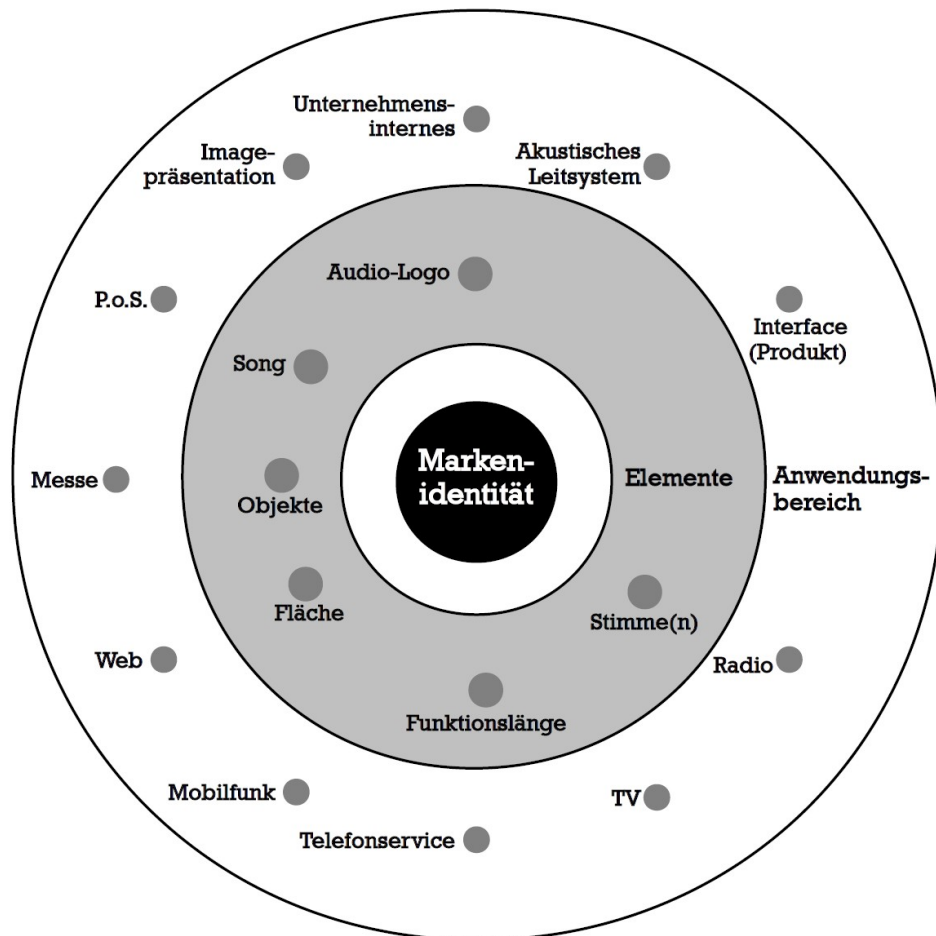 Unternehmens-
internes
Image-
präsentation
Akustisches
Leitsystem
Audio-Logo
P.o.S.
Interface
(Produkt)
Song
Messe
Objekte
Marken-
identität
Elemente
Anwendungs-
bereich
Fläche
Stimme(n)
Web
Radio
Funktionslänge
Mobilfunk
TV
Telefonservice